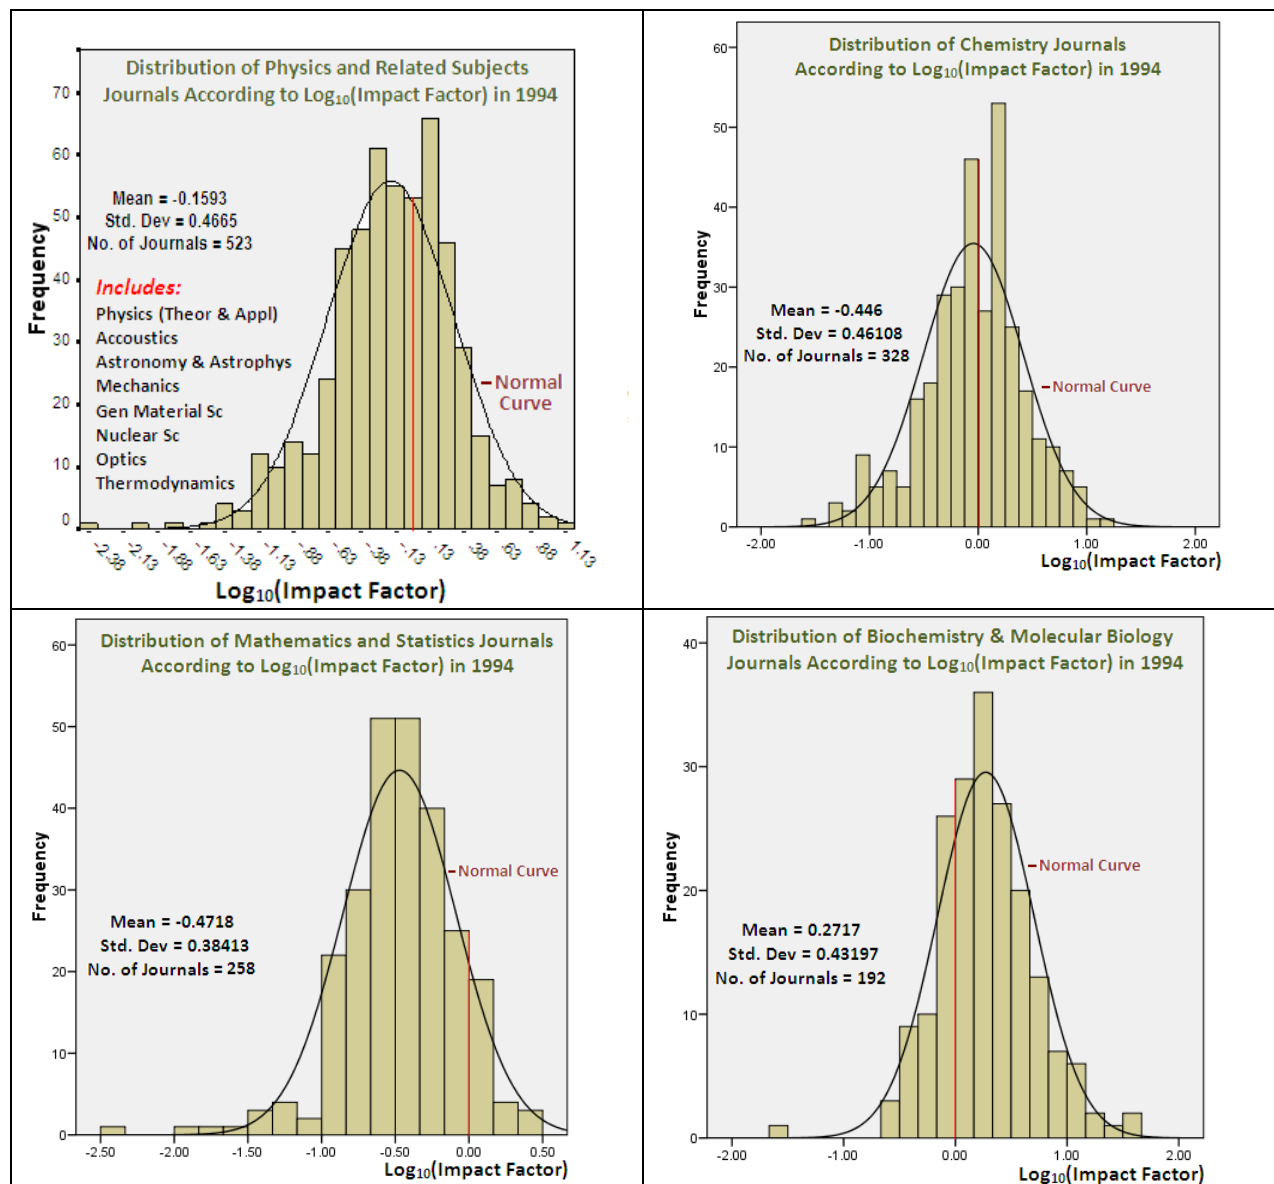 Distribution of Physics and Related Subjects
Journals According to Log₁₀(Impact Factor) in 1994
70
60
50
40
30
20
10
0
Frequency
Mean = -0.1593
Std. Dev = 0.4665
No. of Journals = 523
Includes:
Physics (Theor & Appl)
Accoustics
Astronomy & Astrophys
Mechanics
Gen Material Sc
Nuclear Sc
Optics
Thermodynamics
Normal
Curve
-2.38 -2.13 -1.88 -1.63 -1.38 -1.13 -.88 -.63 -.38 -.13 .13 .38 .63 .88 1.13
Log₁₀(Impact Factor)
Distribution of Chemistry Journals
According to Log₁₀(Impact Factor) in 1994
60
50
40
30
20
10
0
Frequency
Mean = -0.446
Std. Dev = 0.46108
No. of Journals = 328
Normal Curve
-2.00 -1.00 0.00 1.00 2.00
Log₁₀(Impact Factor)
Distribution of Mathematics and Statistics Journals
According to Log₁₀(Impact Factor) in 1994
60
50
40
30
20
10
0
Frequency
Mean = -0.4718
Std. Dev = 0.38413
No. of Journals = 258
Normal Curve
-2.50 -2.00 -1.50 -1.00 -0.50 0.00 0.50
Log₁₀(Impact Factor)
Distribution of Biochemistry & Molecular Biology
Journals According to Log₁₀(Impact Factor) in 1994
40
30
20
10
0
Frequency
Mean = 0.2717
Std. Dev = 0.43197
No. of Journals = 192
Normal Curve
-2.00 -1.00 0.00 1.00 2.00
Log₁₀(Impact Factor)